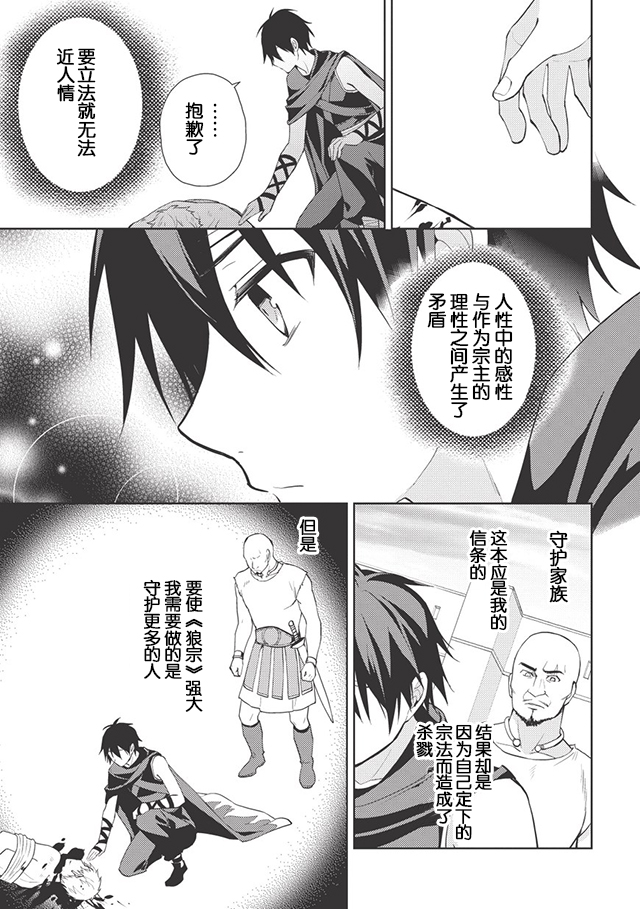 ……
抱歉了
要立法就无法
近人情
人性中的感性
与作为宗主的
理性之间产生了
矛盾
守护家族
这本应是我的
信条的
结果却是
因为自己定下的
宗法而造成了
杀戮
但是
要使《狼宗》强大
我需要做的是
守护更多的人